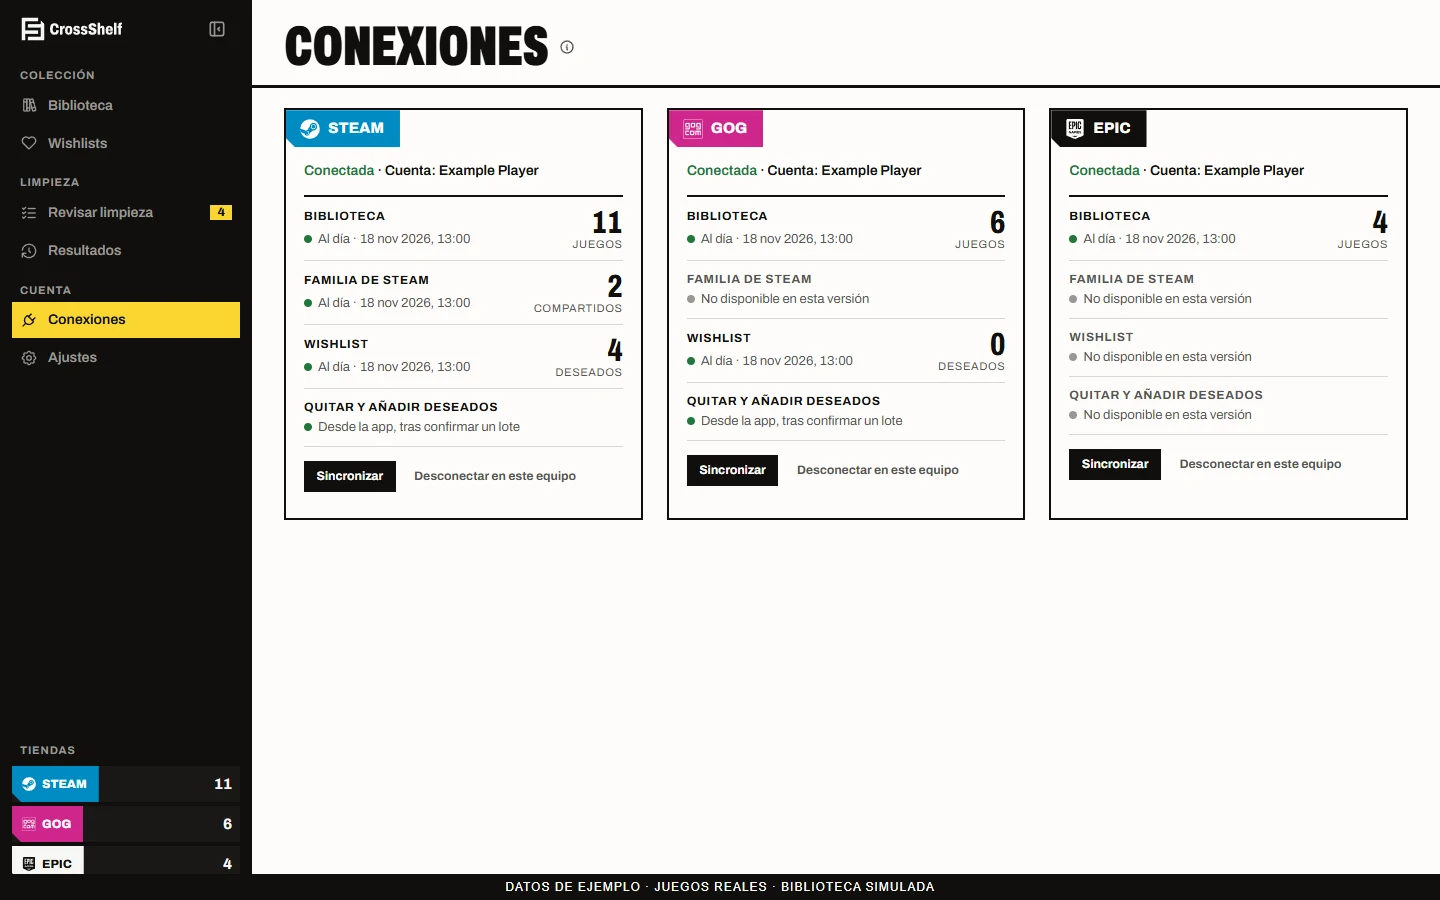 CrossShelf
COLECCIÓN
Biblioteca
Wishlists
LIMPIEZA
Revisar limpieza 4
Resultados
CUENTA
Conexiones
Ajustes
TIENDAS
STEAM 11
GOG 6
EPIC 4
CONEXIONES
STEAM
Conectada · Cuenta: Example Player
BIBLIOTECA
Al día · 18 nov 2026, 13:00
11
JUEGOS
FAMILIA DE STEAM
Al día · 18 nov 2026, 13:00
2
COMPARTIDOS
WISHLIST
Al día · 18 nov 2026, 13:00
4
DESEADOS
QUITAR Y AÑADIR DESEADOS
Desde la app, tras confirmar un lote
Sincronizar Desconectar en este equipo
GOG
Conectada · Cuenta: Example Player
BIBLIOTECA
Al día · 18 nov 2026, 13:00
6
JUEGOS
FAMILIA DE STEAM
No disponible en esta versión
WISHLIST
Al día · 18 nov 2026, 13:00
0
DESEADOS
QUITAR Y AÑADIR DESEADOS
Desde la app, tras confirmar un lote
Sincronizar Desconectar en este equipo
EPIC
Conectada · Cuenta: Example Player
BIBLIOTECA
Al día · 18 nov 2026, 13:00
4
JUEGOS
FAMILIA DE STEAM
No disponible en esta versión
WISHLIST
No disponible en esta versión
QUITAR Y AÑADIR DESEADOS
No disponible en esta versión
Sincronizar Desconectar en este equipo
DATOS DE EJEMPLO · JUEGOS REALES · BIBLIOTECA SIMULADA